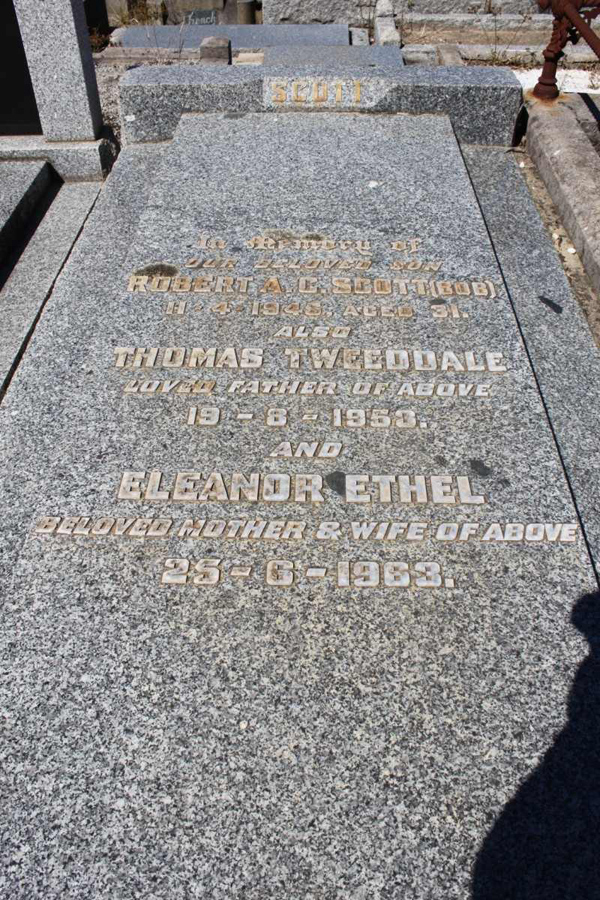 French
SCOTT
In Memory of
OUR BELOVED SON
ROBERT A. C. SCOTT (BOB)
11-4-1946. AGED 31.
ALSO
THOMAS TWEEDDALE
LOVED FATHER OF ABOVE
19-6-1953.
AND
ELEANOR ETHEL
BELOVED MOTHER & WIFE OF ABOVE
25-6-1963.